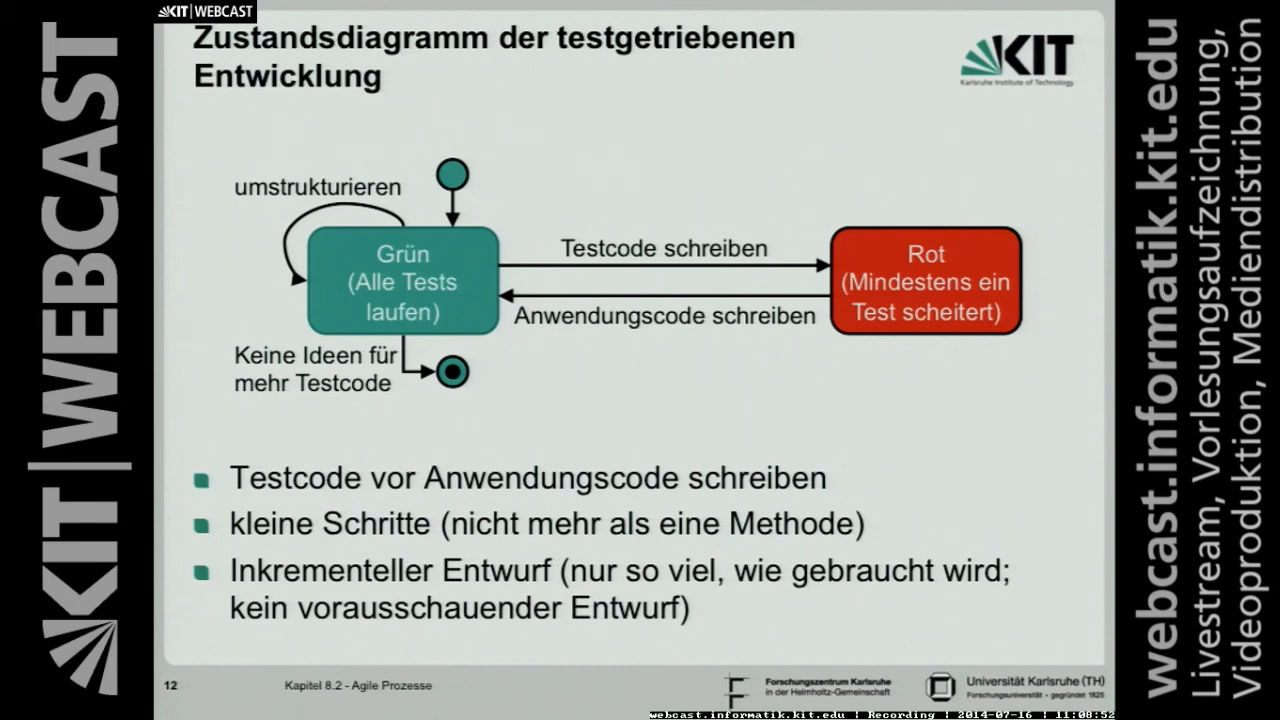 KIT | WEBCAST
Zustandsdiagramm der testgetriebenen
Entwicklung
KIT
Karlsruhe Institute of Technology
umstrukturieren
Grün
(Alle Tests
laufen)
Testcode schreiben
Anwendungscode schreiben
Rot
(Mindestens ein
Test scheitert)
Keine Ideen für
mehr Testcode
Testcode vor Anwendungscode schreiben
kleine Schritte (nicht mehr als eine Methode)
Inkrementeller Entwurf (nur so viel, wie gebraucht wird;
kein vorausschauender Entwurf)
12
Kapitel 8.2 - Agile Prozesse
Forschungszentrum Karlsruhe
in der Helmholtz-Gemeinschaft
Universität Karlsruhe (TH)
Forschungsuniversität - gegründet 1825
webcast.informatik.kit.edu | Recording | 2014-07-16 | 11:08:52
KIT | WEBCAST
webcast.informatik.kit.edu
Livestream, Vorlesungsaufzeichnung,
Videoproduktion, Mediendistribution